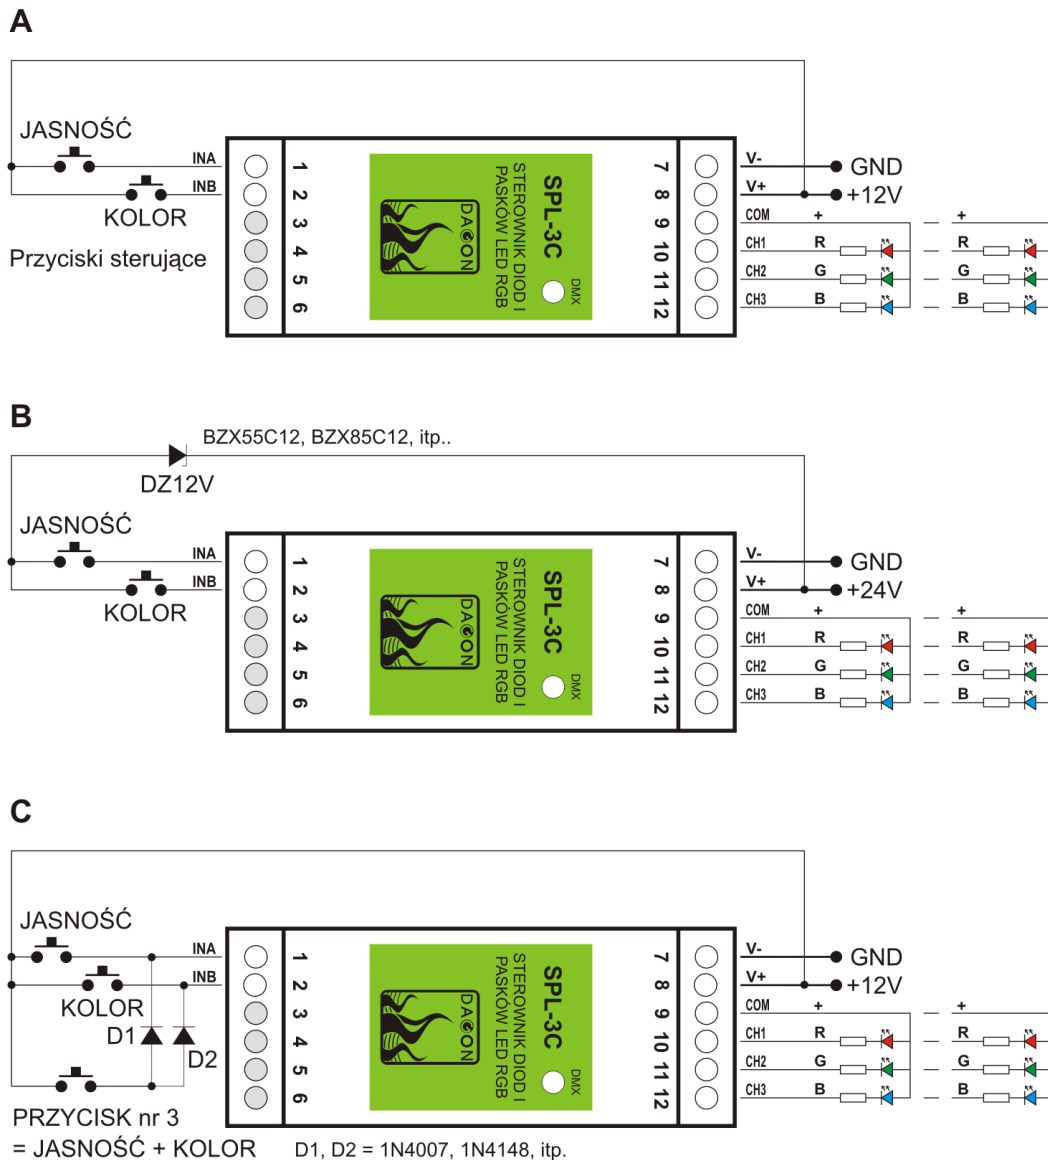 A
JASNOŚĆ
INA
INB
KOLOR
Przyciski sterujące
1
2
3
4
5
6
DAGON
SPL-3C
STEROWNIK DIOD I
PASKÓW LED RGB
DMX
7
8
9
10
11
12
V- GND
V+ +12V
COM + +
CH1 R R
CH2 G G
CH3 B B
B
BZX55C12, BZX85C12, itp..
DZ12V
JASNOŚĆ
INA
INB
KOLOR
1
2
3
4
5
6
DAGON
SPL-3C
STEROWNIK DIOD I
PASKÓW LED RGB
DMX
7
8
9
10
11
12
V- GND
V+ +24V
COM + +
CH1 R R
CH2 G G
CH3 B B
C
JASNOŚĆ
INA
INB
KOLOR
D1
D2
PRZYCISK nr 3
= JASNOŚĆ + KOLOR
D1, D2 = 1N4007, 1N4148, itp.
1
2
3
4
5
6
DAGON
SPL-3C
STEROWNIK DIOD I
PASKÓW LED RGB
DMX
7
8
9
10
11
12
V- GND
V+ +12V
COM + +
CH1 R R
CH2 G G
CH3 B B